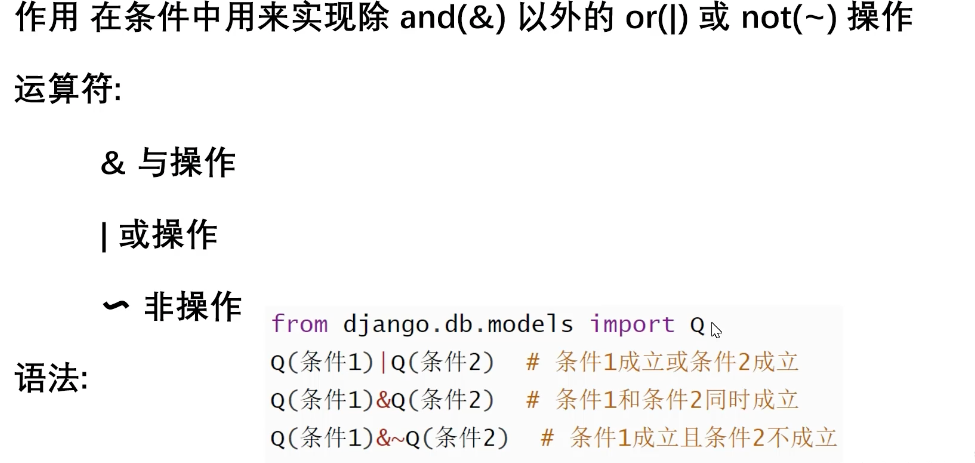 作用 在条件中用来实现除 and(&) 以外的 or(|) 或 not(~) 操作
运算符:
& 与操作
| 或操作
~ 非操作
语法:
from django.db.models import Q
Q(条件1)|Q(条件2)  # 条件1成立或条件2成立
Q(条件1)&Q(条件2)  # 条件1和条件2同时成立
Q(条件1)&~Q(条件2)  # 条件1成立且条件2不成立